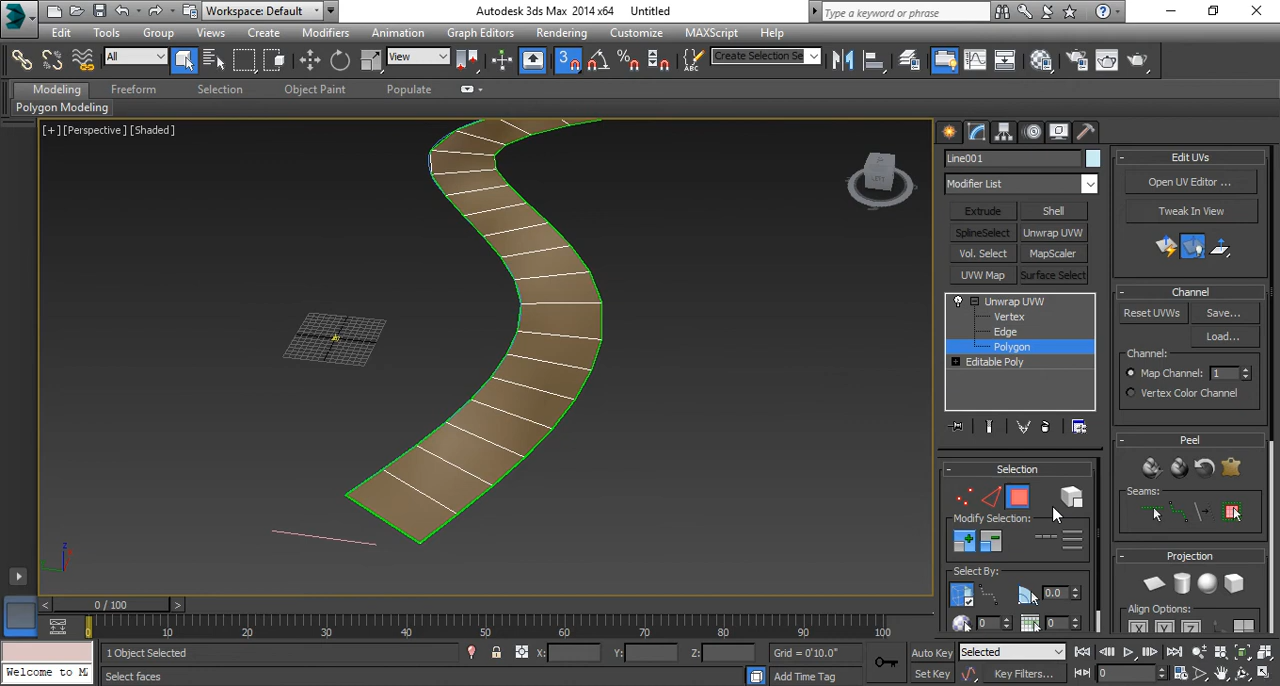 Workspace: Default
Autodesk 3ds Max 2014 x64 Untitled
Type a keyword or phrase
Edit Tools Group Views Create Modifiers Animation Graph Editors Rendering Customize MAXScript Help
All View 3 Create Selection Se
Modeling Freeform Selection Object Paint Populate
Polygon Modeling
[+] [Perspective] [Shaded]
Line001
Modifier List
Extrude Shell
SplineSelect Unwrap UVW
Vol. Select MapScaler
UVW Map Surface Select
Unwrap UVW
Vertex
Edge
Polygon
Editable Poly
Selection
Modify Selection:
Select By:
0.0
0 0
Edit UVs
Open UV Editor ...
Tweak In View
Channel
Reset UVWs Save...
Load...
Channel:
Map Channel: 1
Vertex Color Channel
Peel
Seams:
Projection
Align Options:
X Y Z
z
0 / 100
0 10 20 30 40 50 60 70 80 90 100
1 Object Selected X: Y: Z: Grid = 0'10.0" Auto Key Selected
Welcome to M Select faces Add Time Tag Set Key Key Filters... 0